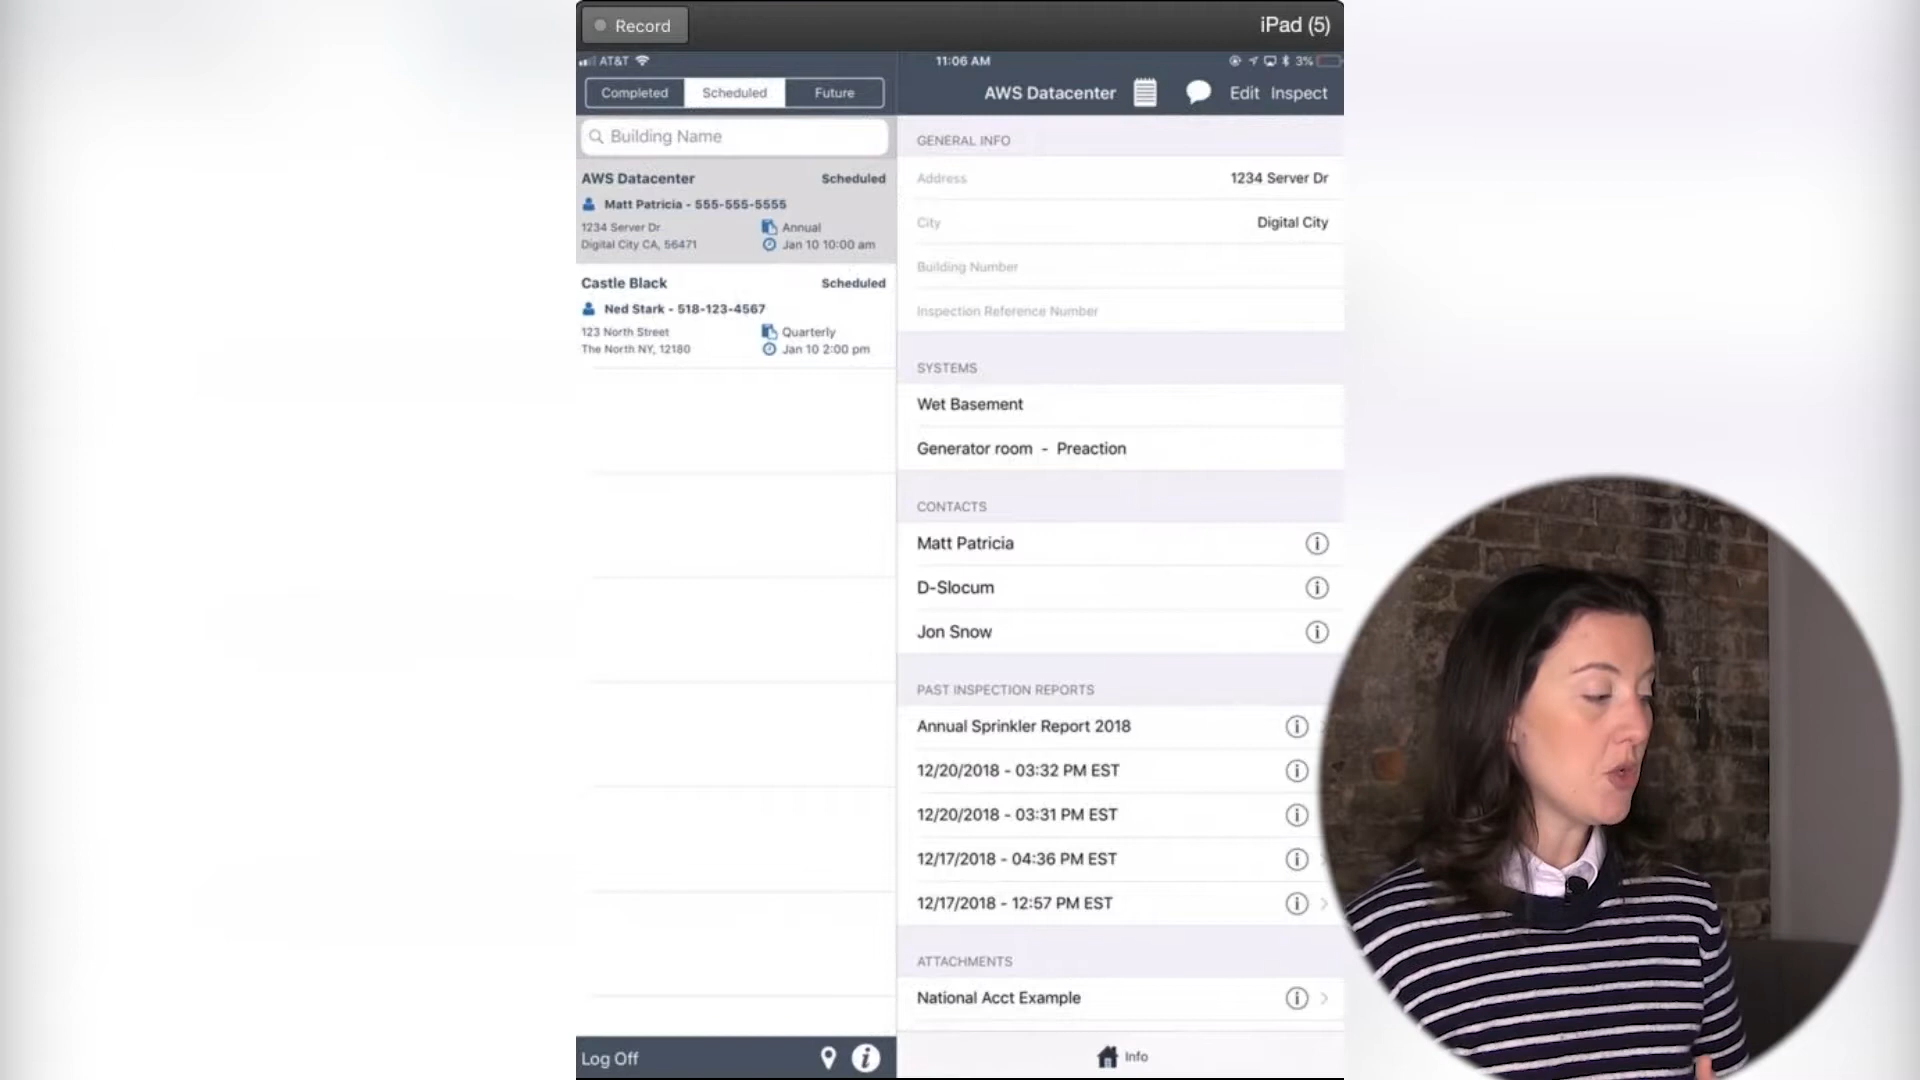 Record
iPad (5)
AT&T
11:06 AM
3%
Completed
Scheduled
Future
AWS Datacenter
Edit
Inspect
Building Name
AWS Datacenter
Scheduled
Matt Patricia - 555-555-5555
1234 Server Dr
Annual
Digital City CA, 56471
Jan 10 10:00 am
Castle Black
Scheduled
Ned Stark - 518-123-4567
123 North Street
Quarterly
The North NY, 12180
Jan 10 2:00 pm
Log Off
GENERAL INFO
Address
1234 Server Dr
City
Digital City
Building Number
Inspection Reference Number
SYSTEMS
Wet Basement
Generator room - Preaction
CONTACTS
Matt Patricia
D-Slocum
Jon Snow
PAST INSPECTION REPORTS
Annual Sprinkler Report 2018
12/20/2018 - 03:32 PM EST
12/20/2018 - 03:31 PM EST
12/17/2018 - 04:36 PM EST
12/17/2018 - 12:57 PM EST
ATTACHMENTS
National Acct Example
Info